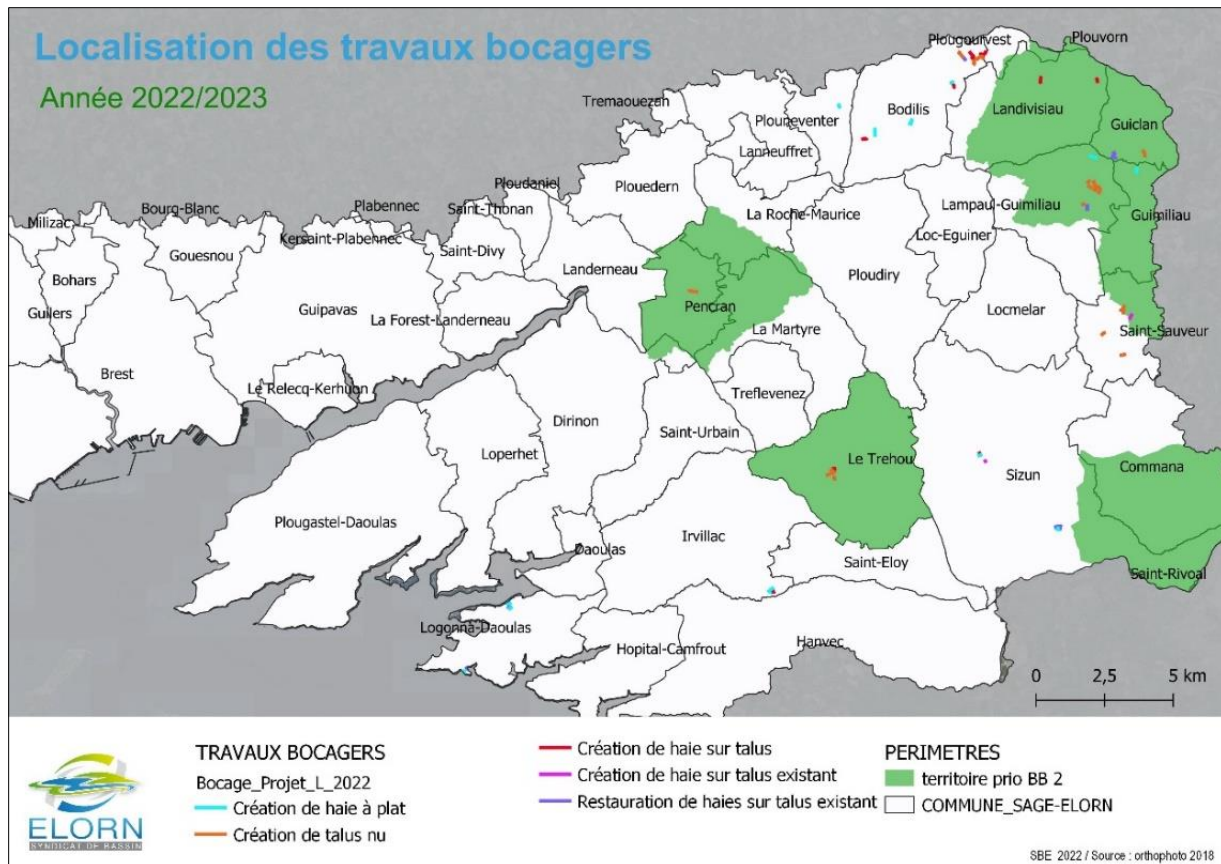 Localisation des travaux bocagers
Année 2022/2023
Plougourvest
Plouvorn
Tremaouezan
Plouneventer
Bodilis
Landivisiau
Guiclan
Lanneuffret
Ploudaniel
Plouedern
Plabennec
Saint-Thonan
Bourg-Blanc
Milizac
Kersaint-Plabennec
La Roche-Maurice
Lampaul-Guimiliau
Guimiliau
Loc-Eguiner
Saint-Divy
Gouesnou
Bohars
Landerneau
Ploudiry
Guilers
Guipavas
Pencran
Locmelar
La Forest-Landerneau
La Martyre
Saint-Sauveur
Brest
Le Relecq-Kerhuon
Treflevenez
Dirinon
Saint-Urbain
Loperhet
Le Trehou
Sizun
Commana
Plougastel-Daoulas
Irvillac
Daoulas
Saint-Eloy
Saint-Rivoal
Logonna-Daoulas
Hopital-Camfrout
Hanvec
0 2,5 5 km
ELORN
SYNDICAT DE BASSIN
TRAVAUX BOCAGERS
Bocage_Projet_L_2022
Création de haie à plat
Création de talus nu
Création de haie sur talus
Création de haie sur talus existant
Restauration de haies sur talus existant
PERIMETRES
territoire prio BB 2
COMMUNE_SAGE-ELORN
SBE 2022 / Source : orthophoto 2018